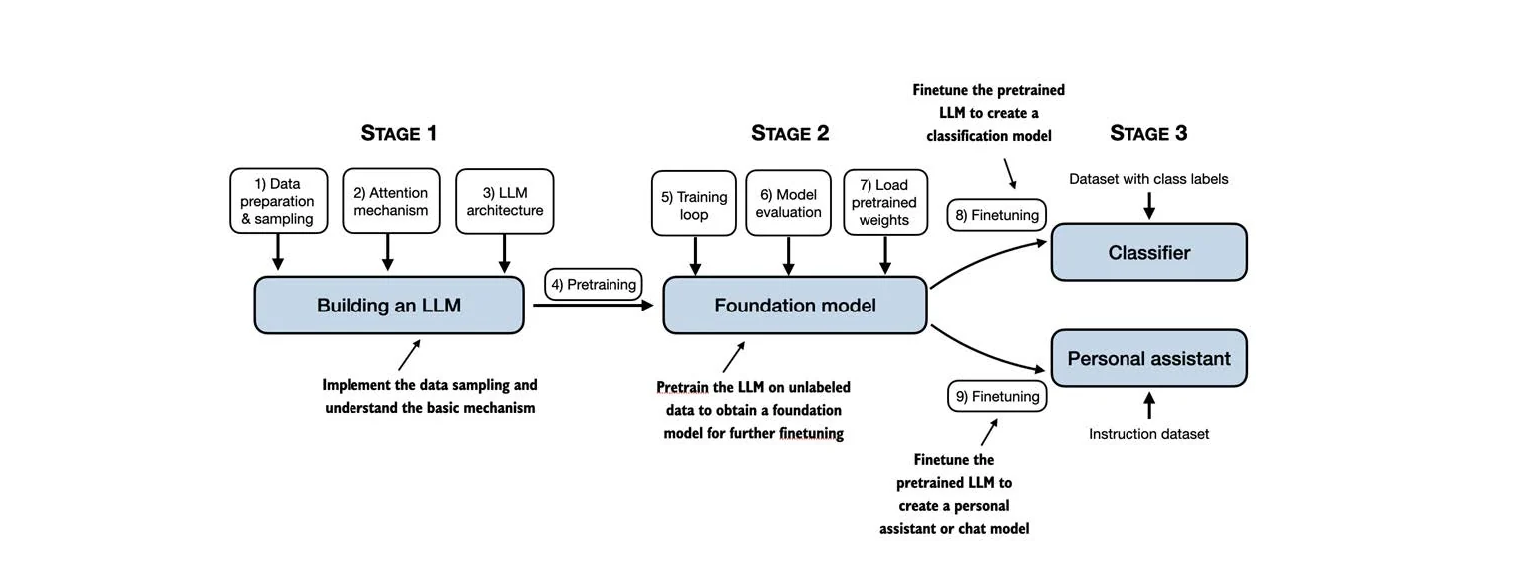 STAGE 1
1) Data
preparation
& sampling
2) Attention
mechanism
3) LLM
architecture
Building an LLM
Implement the data sampling and
understand the basic mechanism
4) Pretraining
STAGE 2
5) Training
loop
6) Model
evaluation
7) Load
pretrained
weights
Foundation model
Pretrain the LLM on unlabeled
data to obtain a foundation
model for further finetuning
Finetune the pretrained
LLM to create a
classification model
STAGE 3
8) Finetuning
Dataset with class labels
Classifier
Personal assistant
9) Finetuning
Instruction dataset
Finetune the
pretrained LLM to
create a personal
assistant or chat model